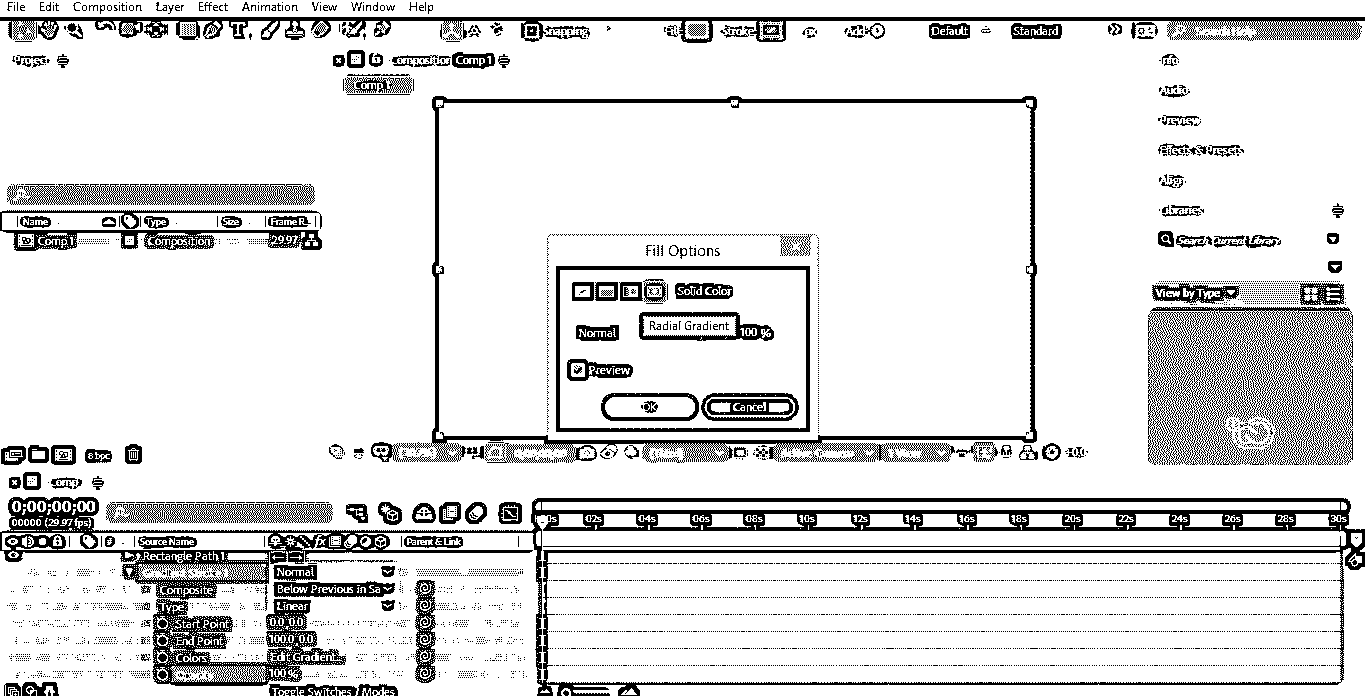 File Edit Composition Layer Effect Animation View Window Help
Snapping Fill Stroke px Add Default Standard Search Help
Project
Composition Comp 1
Comp 1
Info
Audio
Preview
Effects & Presets
Align
Libraries
Search Current Library
View by Type
Name Type Size Frame R...
Comp 1 Composition 29.97
Fill Options
Solid Color
Normal 100 %
Radial Gradient
Preview
OK Cancel
8 bpc
+0.0
Comp
0;00;00;00
00000 (29.97 fps)
02s 04s 06s 08s 10s 12s 14s 16s 18s 20s 22s 24s 26s 28s 30s
# Source Name Parent & Link
Rectangle Path 1
Normal
Composite Below Previous in Sa
Type Linear
Start Point 0.0, 0.0
End Point 100.0, 0.0
Colors Edit Gradient...
Opacity 100 %
Toggle Switches / Modes